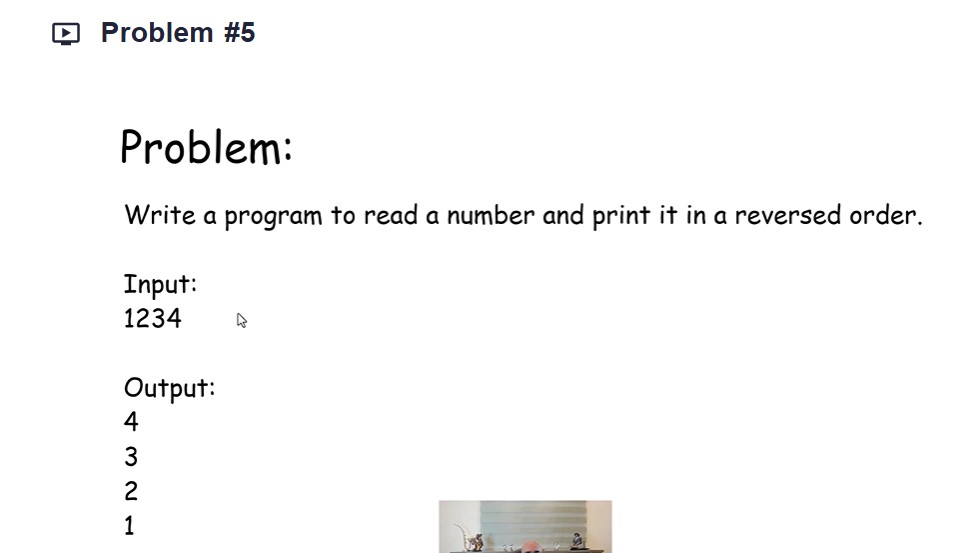 Problem #5
Problem:
Write a program to read a number and print it in a reversed order.
Input:
1234
Output:
4
3
2
1